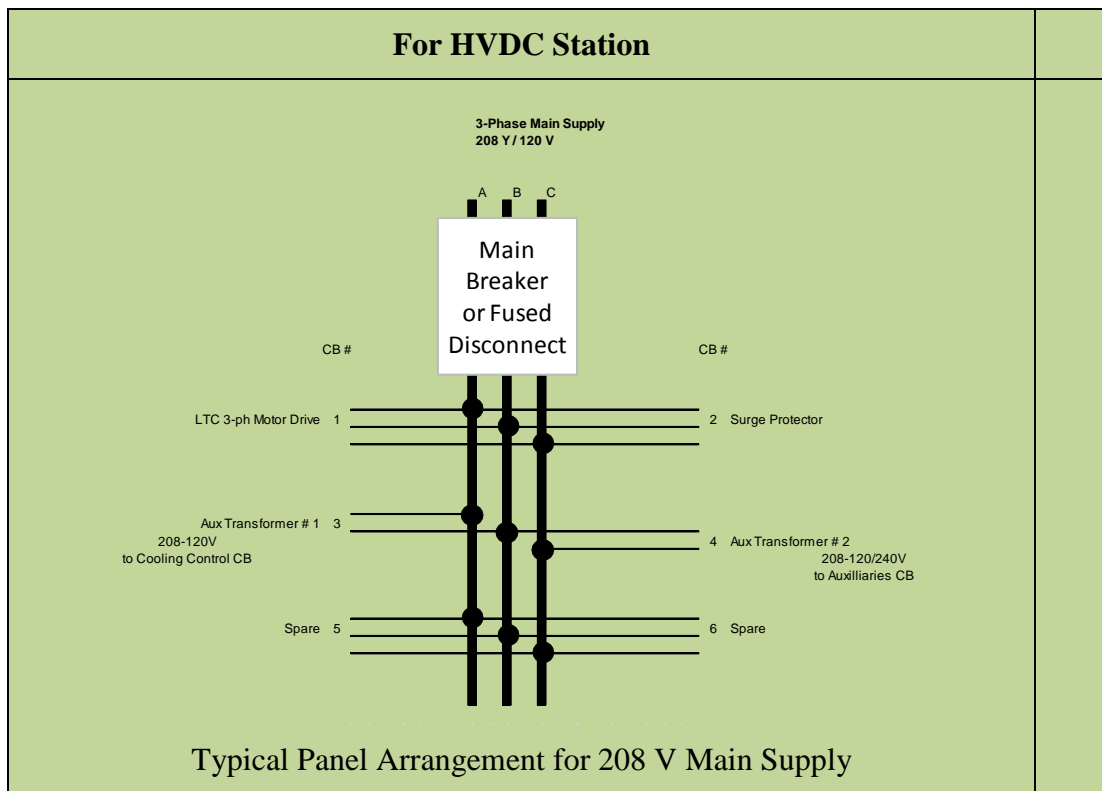 For HVDC Station
3-Phase Main Supply
208 Y / 120 V
A B C
Main
Breaker
or Fused
Disconnect
CB #
CB #
LTC 3-ph Motor Drive 1
2 Surge Protector
Aux Transformer # 1 3
208-120V
to Cooling Control CB
4 Aux Transformer # 2
208-120/240V
to Auxilliaries CB
Spare 5
6 Spare
Typical Panel Arrangement for 208 V Main Supply